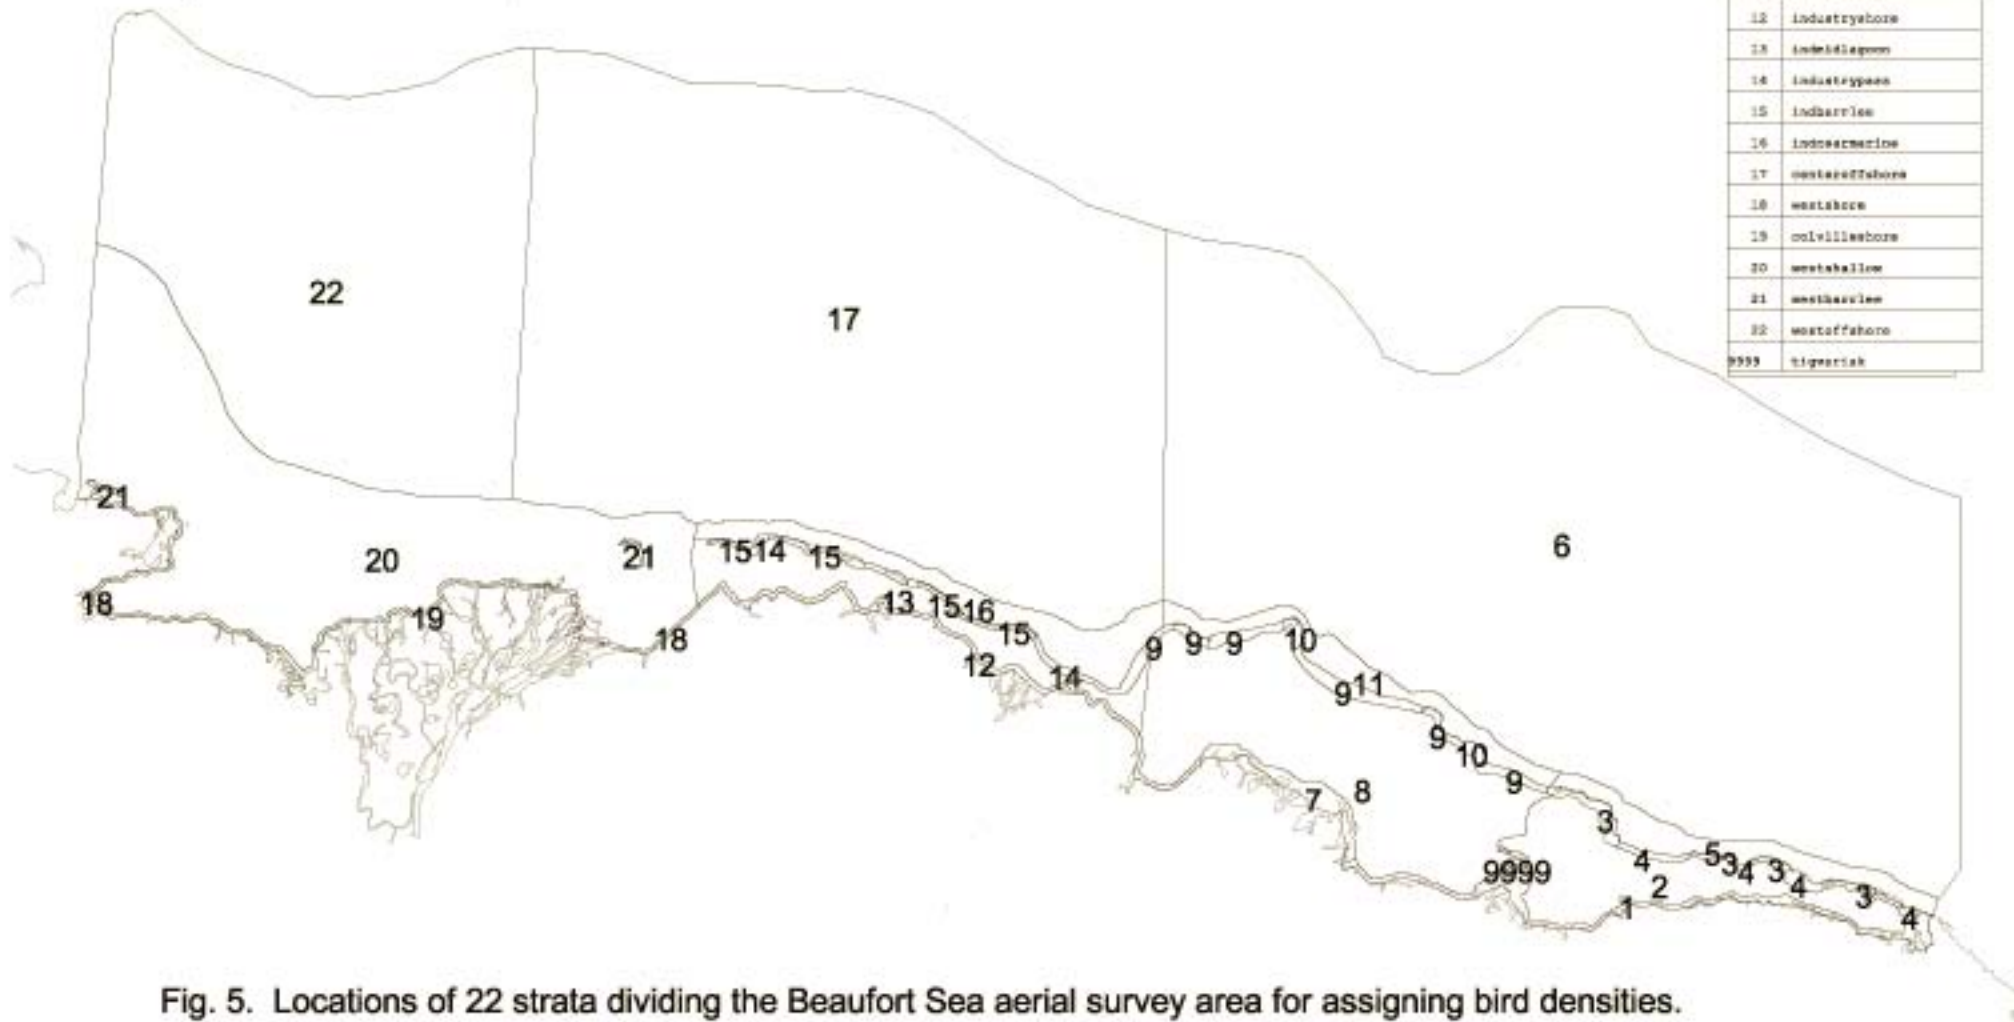 12 industryshore
13 indmidlagoon
14 industrypass
15 indbarrlee
16 indnearmarine
17 centeroffshore
18 westshore
19 colvilleshore
20 westshallow
21 westbarrlee
22 westoffshore
9999 tigvariak
22
17
6
21
20
21
15 14 15
18
19
18
13 15 16
15
12
14
9 9 9 10
9 11
9 10
9
7 8
3
9999
4 5 3 4 3 4 3 4
1 2
Fig. 5. Locations of 22 strata dividing the Beaufort Sea aerial survey area for assigning bird densities.